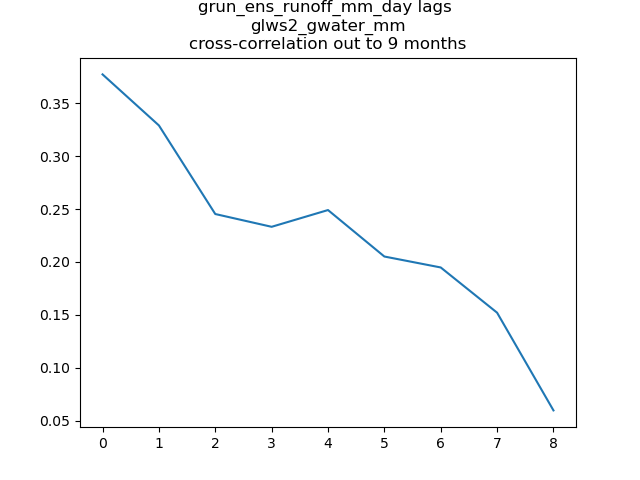 grun_ens_runoff_mm_day lags
glws2_gwater_mm
cross-correlation out to 9 months
0.35
0.30
0.25
0.20
0.15
0.10
0.05
0 1 2 3 4 5 6 7 8